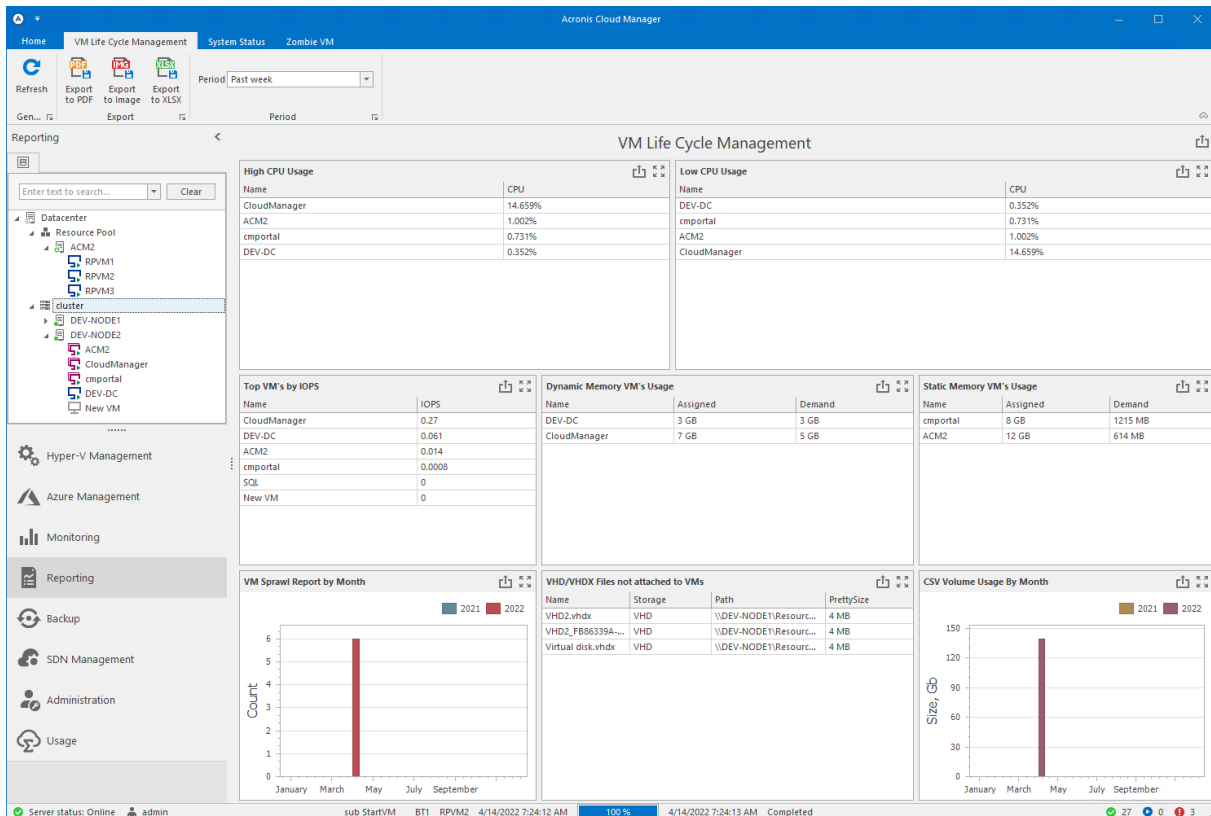 Acronis Cloud Manager
Home VM Life Cycle Management System Status Zombie VM
Refresh Export to PDF Export to Image Export to XLSX Period Past week
Gen... Export Period
Reporting
Enter text to search... Clear
Datacenter
Resource Pool
ACM2
RPVM1
RPVM2
RPVM3
cluster
DEV-NODE1
DEV-NODE2
ACM2
CloudManager
cmportal
DEV-DC
New VM
Hyper-V Management
Azure Management
Monitoring
Reporting
Backup
SDN Management
Administration
Usage
VM Life Cycle Management
High CPU Usage
Name CPU
CloudManager 14.659%
ACM2 1.002%
cmportal 0.731%
DEV-DC 0.352%
Low CPU Usage
Name CPU
DEV-DC 0.352%
cmportal 0.731%
ACM2 1.002%
CloudManager 14.659%
Top VM's by IOPS
Name IOPS
CloudManager 0.27
DEV-DC 0.061
ACM2 0.014
cmportal 0.0008
SQL 0
New VM 0
Dynamic Memory VM's Usage
Name Assigned Demand
DEV-DC 3 GB 3 GB
CloudManager 7 GB 5 GB
Static Memory VM's Usage
Name Assigned Demand
cmportal 8 GB 1215 MB
ACM2 12 GB 614 MB
VM Sprawl Report by Month
2021 2022
6
5
4
3
2
1
0
Count
January March May July September
VHD/VHDX Files not attached to VMs
Name Storage Path PrettySize
VHD2.vhdx VHD \\DEV-NODE1\Resourc... 4 MB
VHD2_FB86339A-... VHD \\DEV-NODE1\Resourc... 4 MB
Virtual disk.vhdx VHD \\DEV-NODE1\Resourc... 4 MB
CSV Volume Usage By Month
2021 2022
150
120
90
60
30
0
Size, Gb
January March May July September
Server status: Online admin sub StartVM BT1 RPVM2 4/14/2022 7:24:12 AM 100 % 4/14/2022 7:24:13 AM Completed 27 0 3